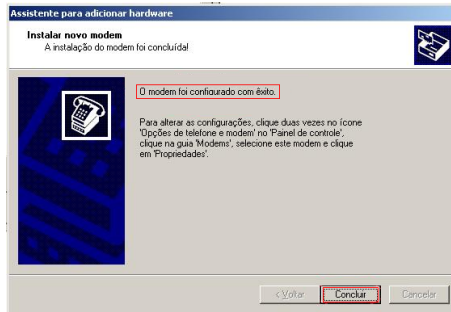 Assistente para adicionar hardware
Instalar novo modem
A instalação do modem foi concluída!
O modem foi configurado com êxito.
Para alterar as configurações, clique duas vezes no ícone
'Opções de telefone e modem' no 'Painel de controle',
clique na guia 'Modems', selecione este modem e clique
em 'Propriedades'.
< Voltar
Concluir
Cancelar